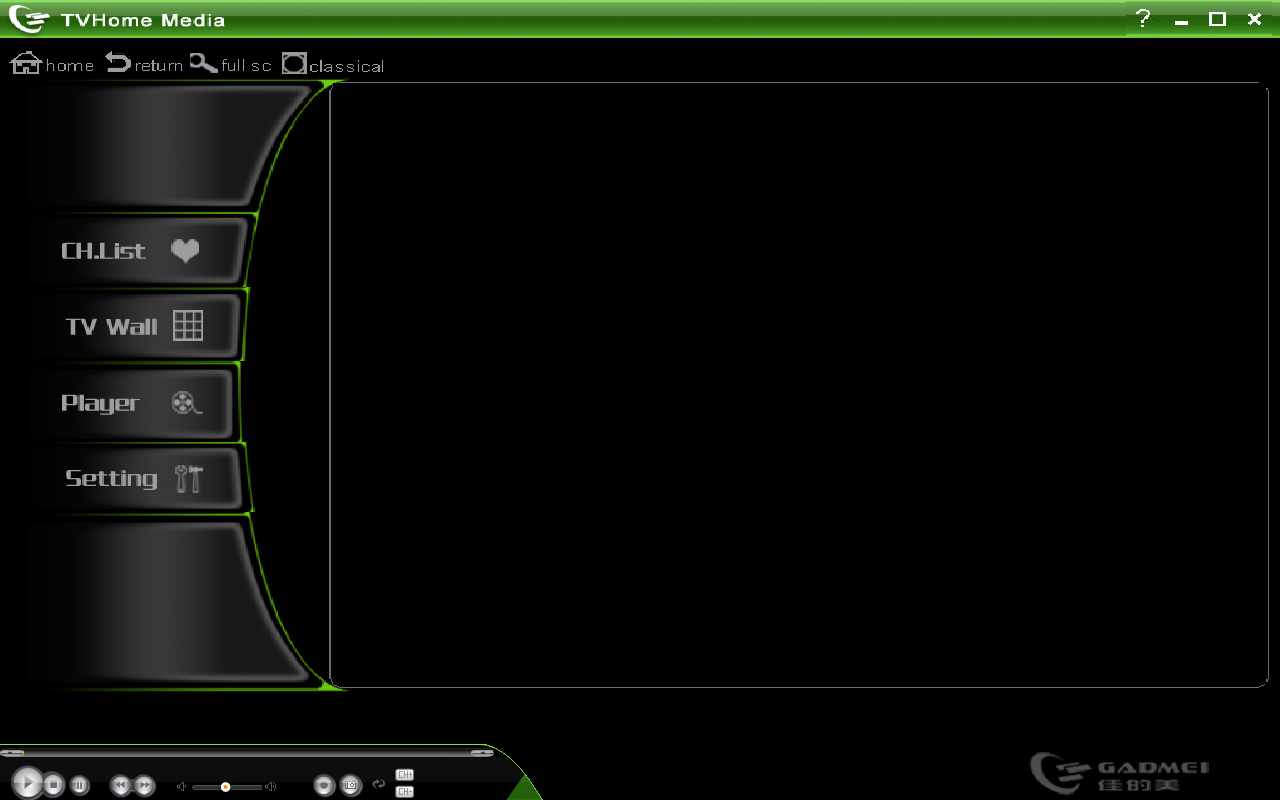 TVHome Media
home return full sc classical
CH.List
TV Wall
Player
Setting
CH+
CH-
GADMEI
佳的美